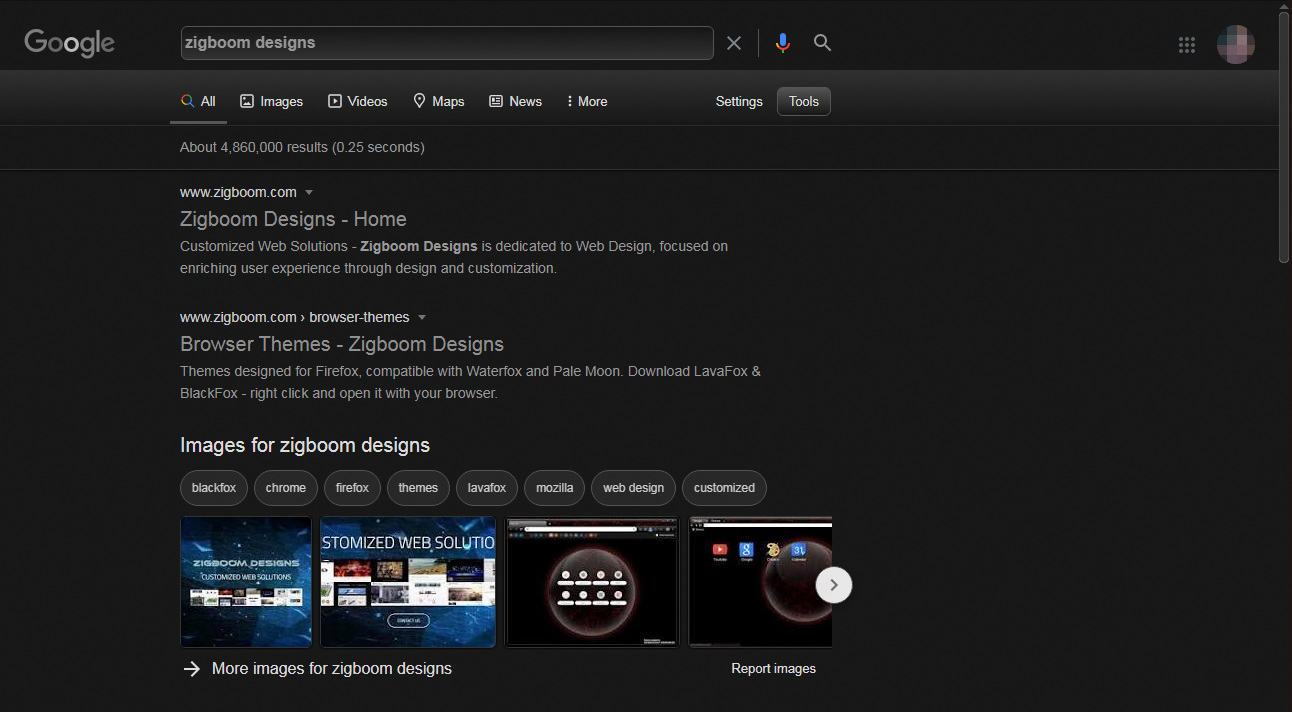 Google
zigboom designs
All Images Videos Maps News More Settings Tools
About 4,860,000 results (0.25 seconds)
www.zigboom.com
Zigboom Designs - Home
Customized Web Solutions - Zigboom Designs is dedicated to Web Design, focused on
enriching user experience through design and customization.
www.zigboom.com › browser-themes
Browser Themes - Zigboom Designs
Themes designed for Firefox, compatible with Waterfox and Pale Moon. Download LavaFox &
BlackFox - right click and open it with your browser.
Images for zigboom designs
blackfox chrome firefox themes lavafox mozilla web design customized
ZIGBOOM DESIGNS
CUSTOMIZED WEB SOLUTIONS
STOMIZED WEB SOLUTIO
CONTACT US
Youtube Google Calendar
More images for zigboom designs Report images